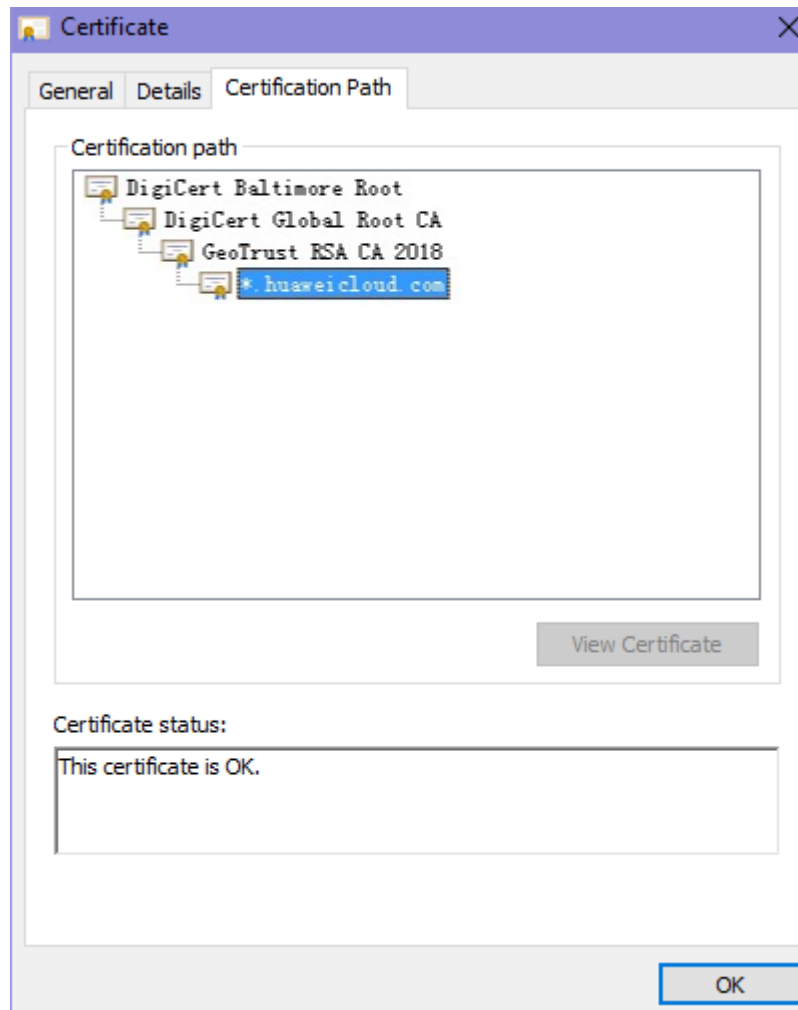 Certificate
General Details Certification Path
Certification path
DigiCert Baltimore Root
DigiCert Global Root CA
GeoTrust RSA CA 2018
*.huaweicloud.com
View Certificate
Certificate status:
This certificate is OK.
OK